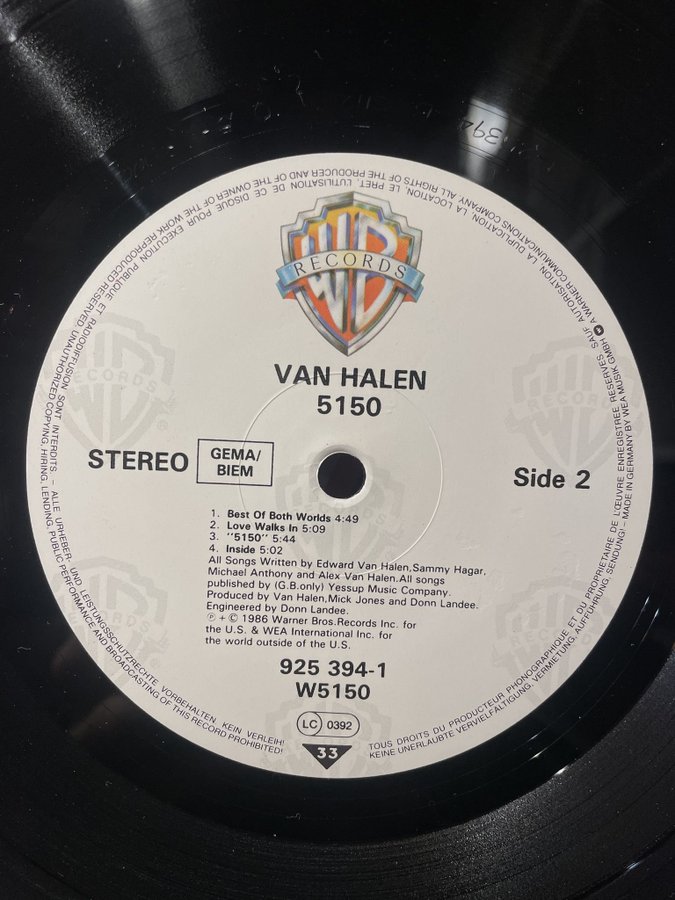 WB
RECORDS
VAN HALEN
5150
STEREO
GEMA/
BIEM
Side 2
1. Best Of Both Worlds 4:49
2. Love Walks In 5:09
3. "5150" 5:44
4. Inside 5:02
All Songs Written by Edward Van Halen,Sammy Hagar,
Michael Anthony and Alex Van Halen.All songs
published by (G.B.only) Yessup Music Company.
Produced by Van Halen,Mick Jones and Donn Landee.
Engineered by Donn Landee.
℗ + © 1986 Warner Bros.Records Inc. for
the U.S. & WEA International Inc. for
the world outside of the U.S.
925 394-1
W5150
LC 0392
33
TOUS DROITS DU PRODUCTEUR PHONOGRAPHIQUE ET DU PROPRIETAIRE DE L'ŒUVRE ENREGISTREE RESERVES SAUF AUTORISATION LA DUPLICATION, LA LOCATION, LE PRET, L'UTILISATION DE CE DISQUE POUR EXECUTION PUBLIQUE ET RADIODIFFUSION SONT INTERDITS. – ALLE URHEBER- UND LEISTUNGSSCHUTZRECHTE VORBEHALTEN KEIN VERLEIH!
KEINE UNERLAUBTE VERVIELFÄLTIGUNG, VERMIETUNG, AUFFÜHRUNG, SENDUNG! – MADE IN GERMANY BY WEA MUSIK GMBH A WARNER COMMUNICATIONS COMPANY. ALL RIGHTS OF THE PRODUCER AND OF THE OWNER OF THE WORK REPRODUCED RESERVED. UNAUTHORIZED COPYING, HIRING, LENDING, PUBLIC PERFORMANCE AND BROADCASTING OF THIS RECORD PROHIBITED!